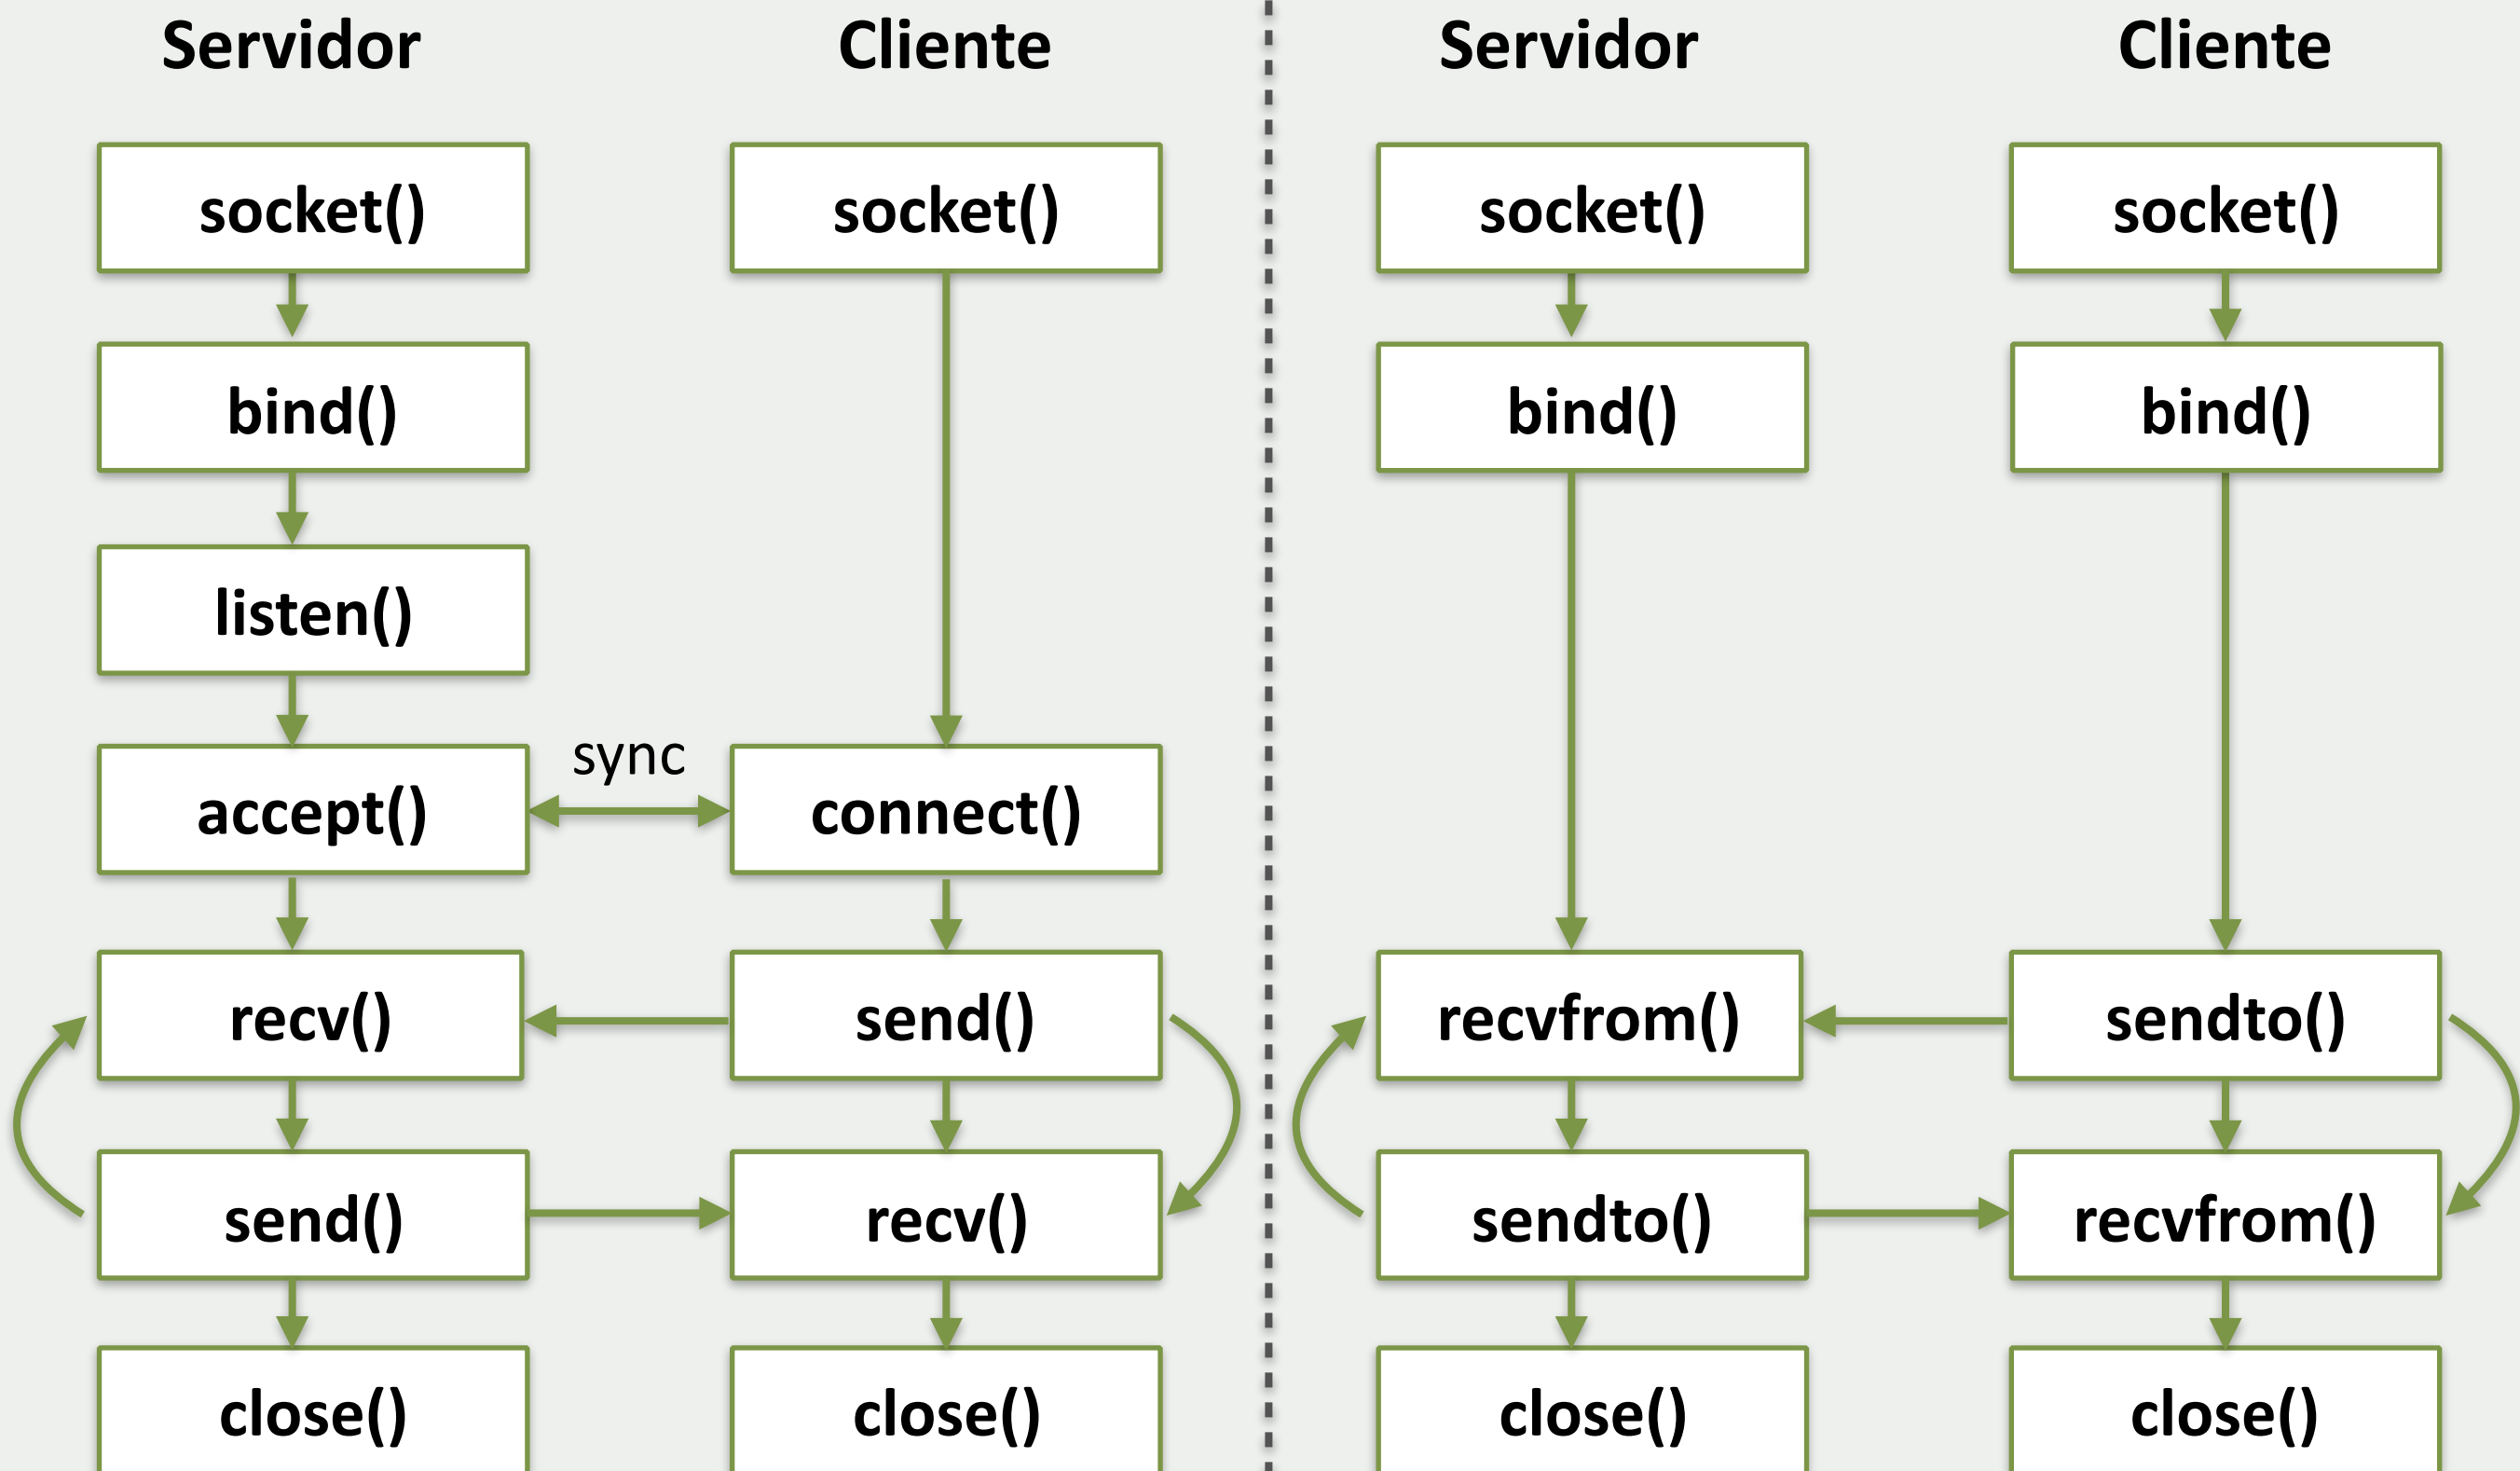 Servidor
Cliente
Servidor
Cliente
socket()
socket()
socket()
socket()
bind()
bind()
bind()
listen()
sync
accept()
connect()
recv()
send()
recvfrom()
sendto()
send()
recv()
sendto()
recvfrom()
close()
close()
close()
close()